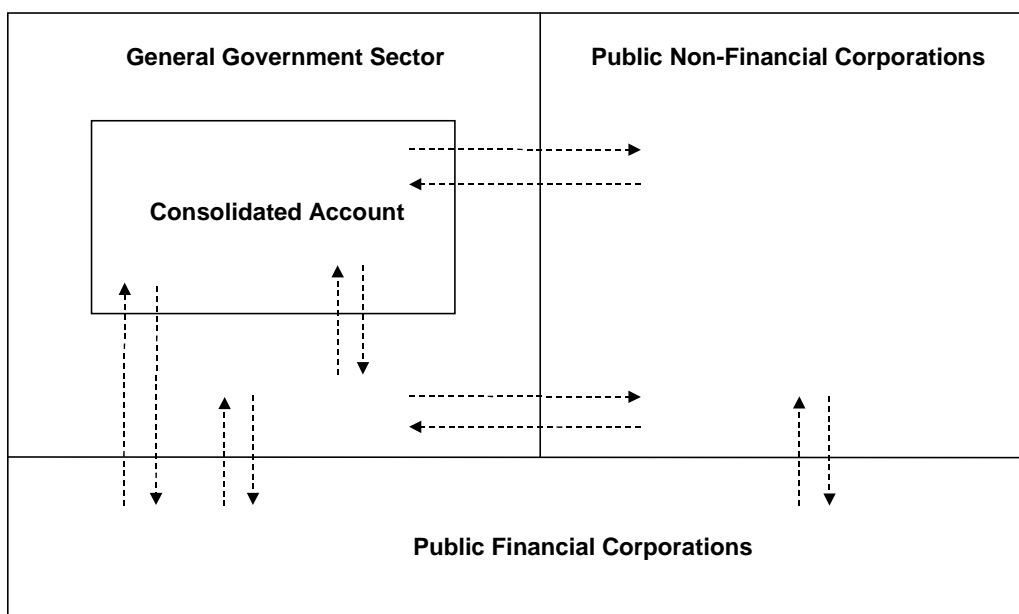 General Government Sector
Public Non-Financial Corporations
Consolidated Account
Public Financial Corporations